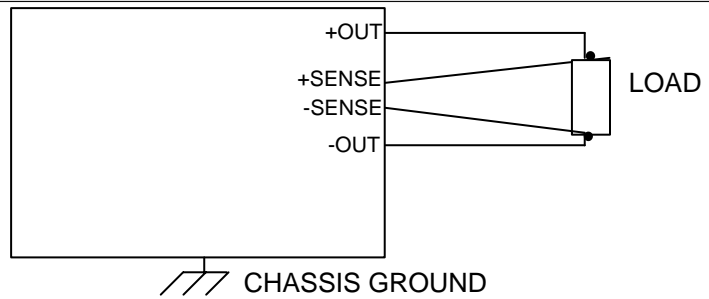 +OUT
+SENSE
-SENSE
-OUT
LOAD
CHASSIS GROUND